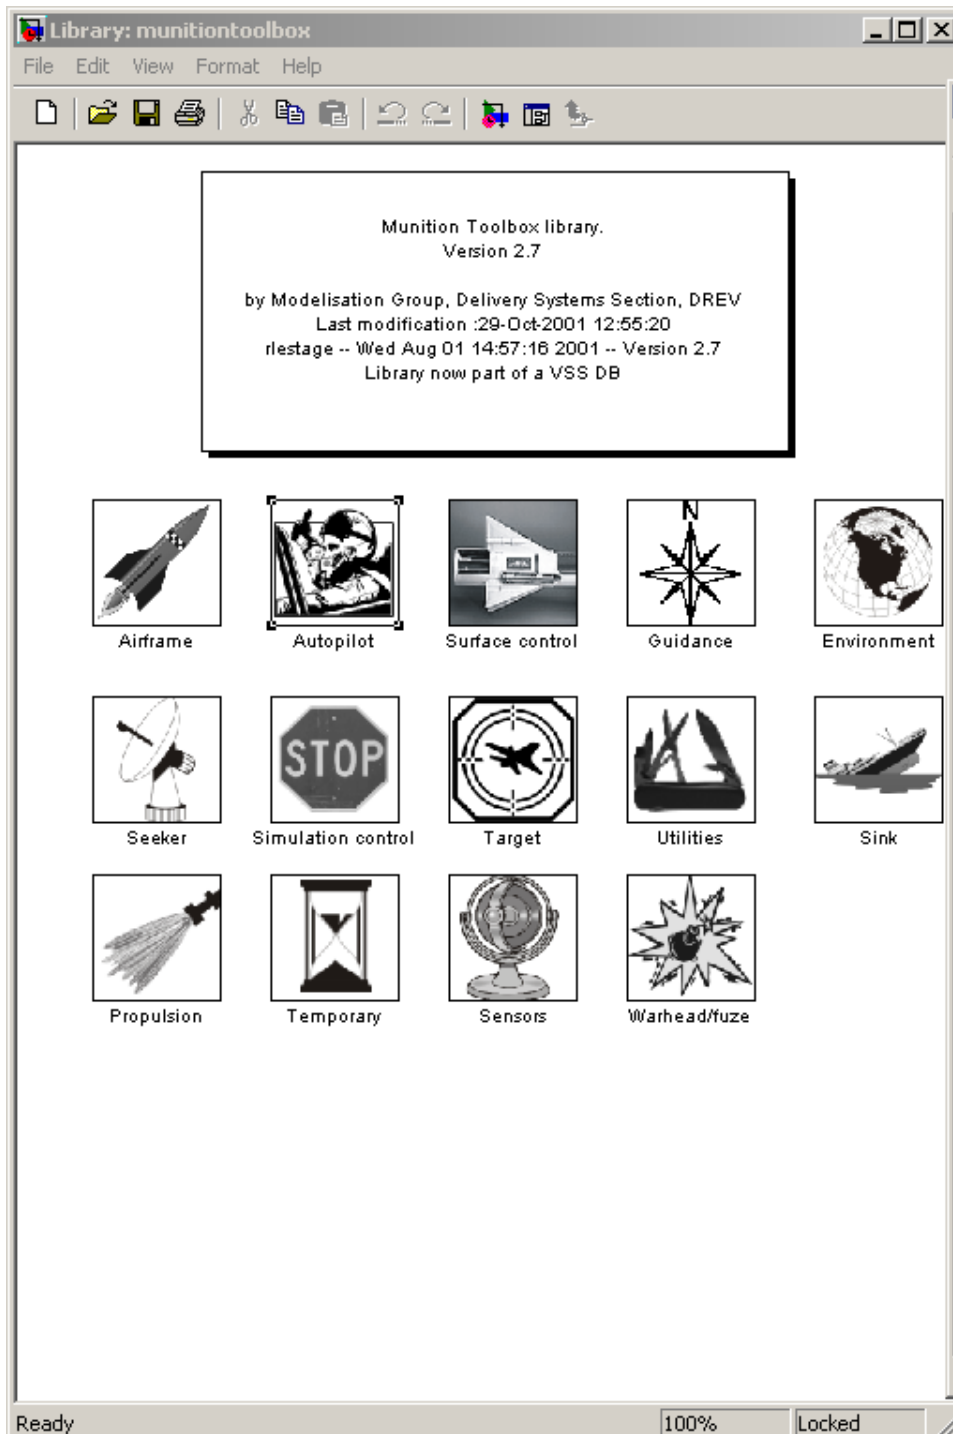 Library: munitiontoolbox
File Edit View Format Help
Munition Toolbox library.
Version 2.7
by Modelisation Group, Delivery Systems Section, DREV
Last modification :29-Oct-2001 12:55:20
rlestage -- Wed Aug 01 14:57:16 2001 -- Version 2.7
Library now part of a VSS DB
N
Airframe Autopilot Surface control Guidance Environment
STOP
Seeker Simulation control Target Utilities Sink
Propulsion Temporary Sensors Warhead/fuze
Ready 100% Locked